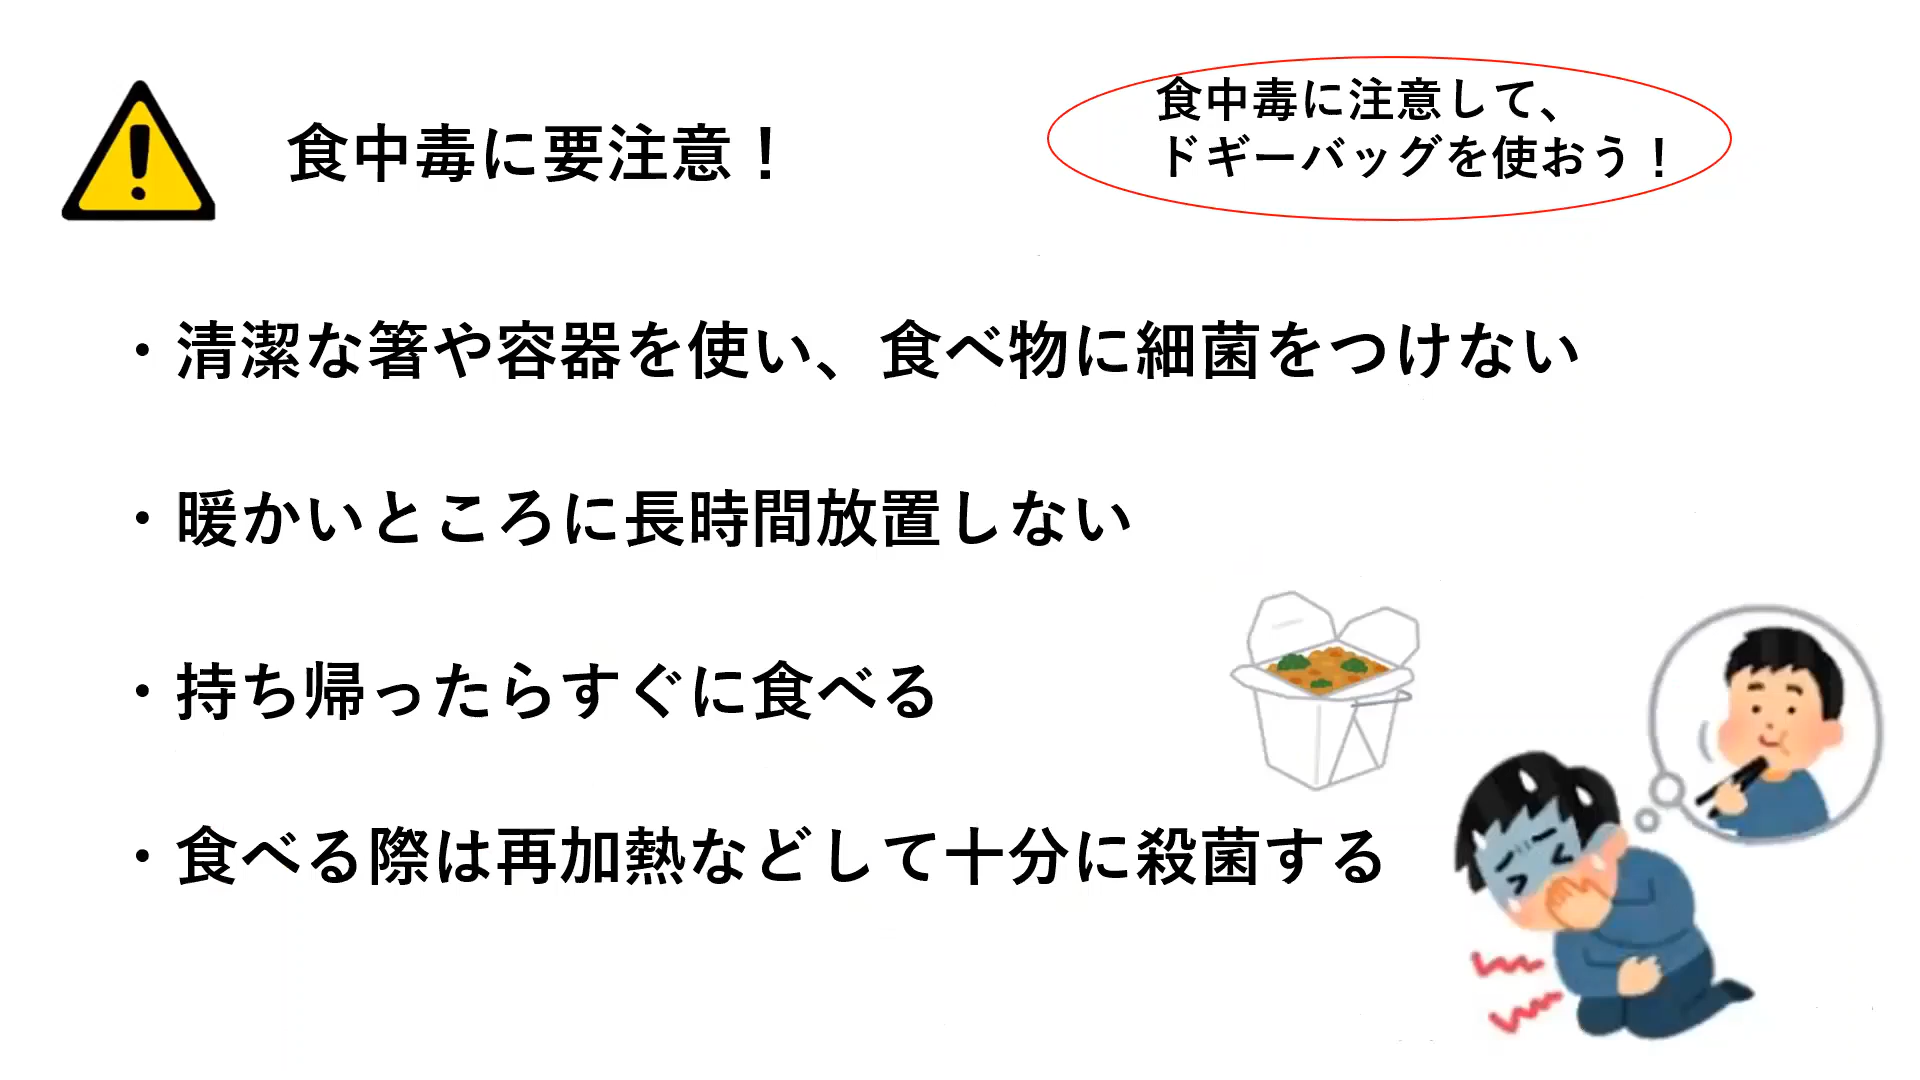 食中毒に要注意！
食中毒に注意して、
ドギーバッグを使おう！
・清潔な箸や容器を使い、食べ物に細菌をつけない
・暖かいところに長時間放置しない
・持ち帰ったらすぐに食べる
・食べる際は再加熱などして十分に殺菌する